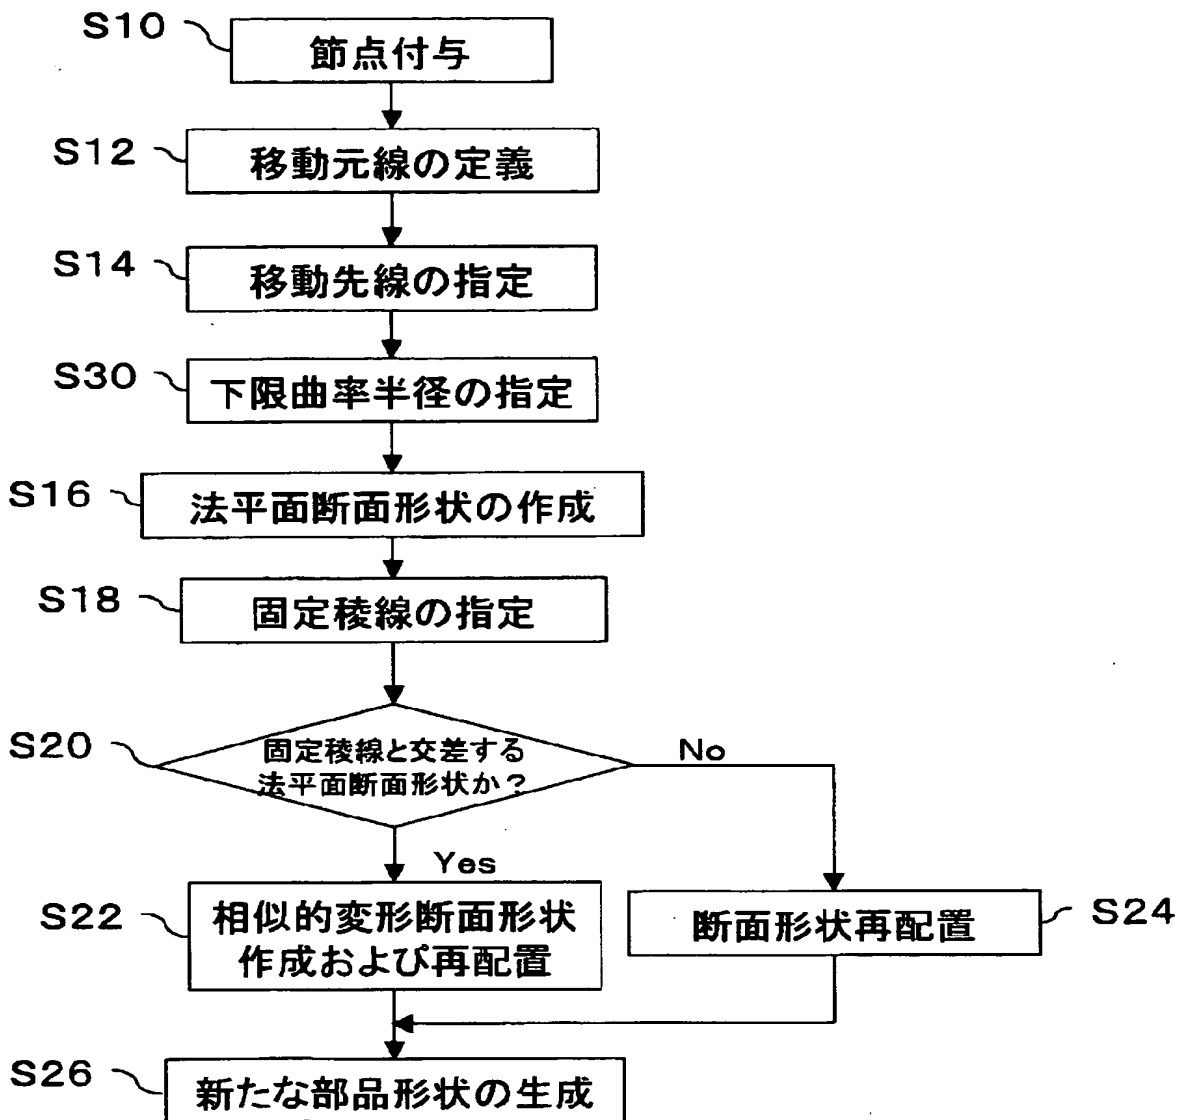 S10
節点付与
S12
移動元線の定義
S14
移動先線の指定
S30
下限曲率半径の指定
S16
法平面断面形状の作成
S18
固定稜線の指定
S20
固定稜線と交差する
法平面断面形状か？
No
Yes
S22
相似的変形断面形状
作成および再配置
断面形状再配置
S24
S26
新たな部品形状の生成